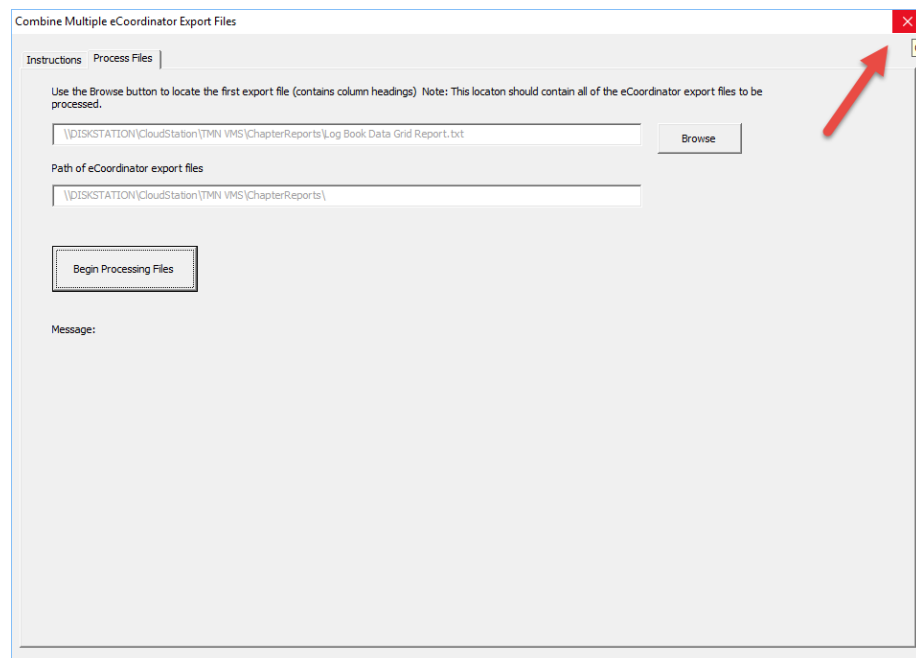 Combine Multiple eCoordinator Export Files
Instructions
Process Files
Use the Browse button to locate the first export file (contains column headings)  Note: This locaton should contain all of the eCoordinator export files to be
processed.
\\DISKSTATION\CloudStation\TMN VMS\ChapterReports\Log Book Data Grid Report.txt
Browse
Path of eCoordinator export files
\\DISKSTATION\CloudStation\TMN VMS\ChapterReports\
Begin Processing Files
Message: